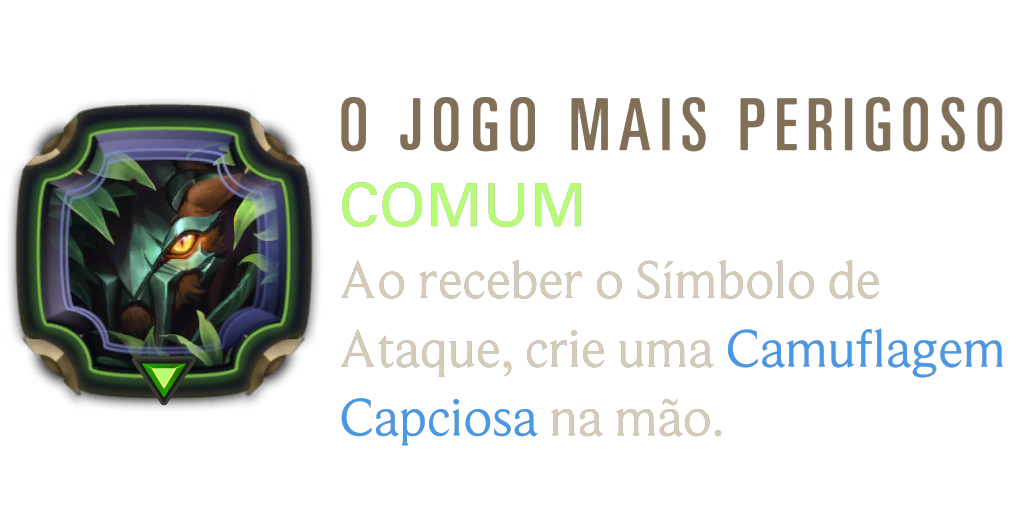 O JOGO MAIS PERIGOSO
COMUM
Ao receber o Símbolo de
Ataque, crie uma Camuflagem
Capciosa na mão.